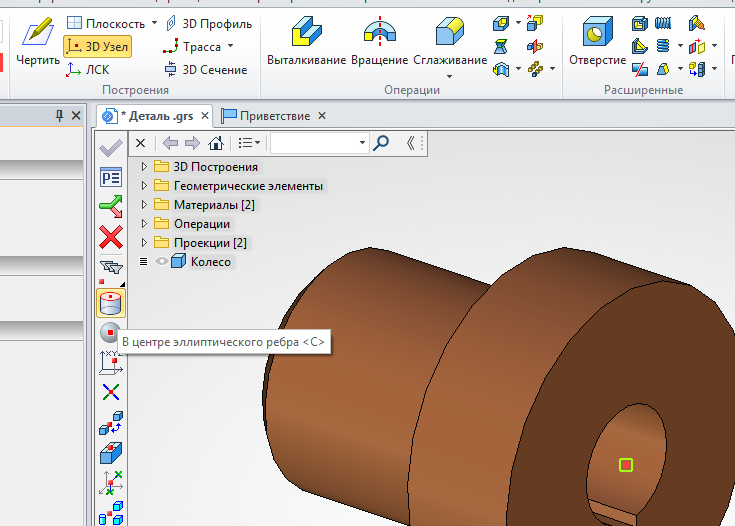 Чертить
Плоскость
3D Узел
ЛСК
3D Профиль
Трасса
3D Сечение
Построения
Выталкивание
Вращение
Сглаживание
Операции
Отверстие
Расширенные
* Деталь .grs
Приветствие
3D Построения
Геометрические элементы
Материалы [2]
Операции
Проекции [2]
Колесо
В центре эллиптического ребра <C>